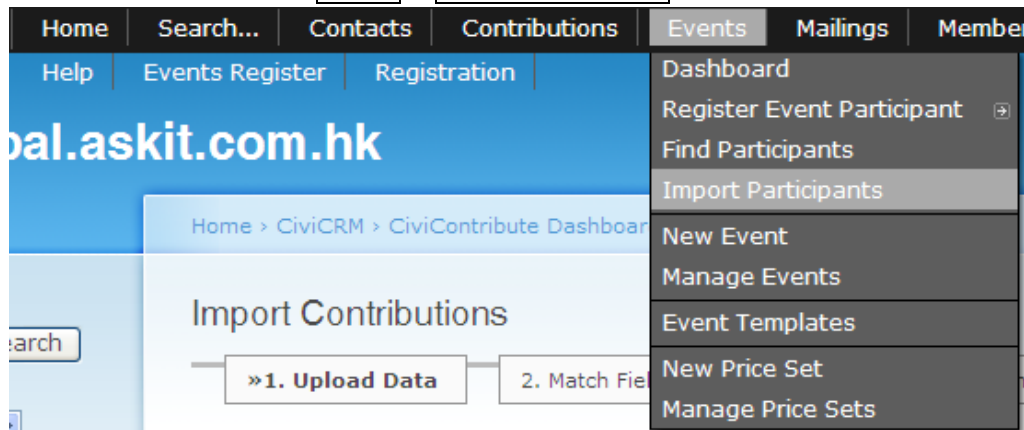 Home Search... Contacts Contributions Events Mailings Member
Help Events Register Registration
Dashboard
Register Event Participant
pal.askit.com.hk
Find Participants
Import Participants
Home > CiviCRM > CiviContribute Dashboar
New Event
Manage Events
Import Contributions
Event Templates
earch
»1. Upload Data 2. Match Fiel
New Price Set
Manage Price Sets